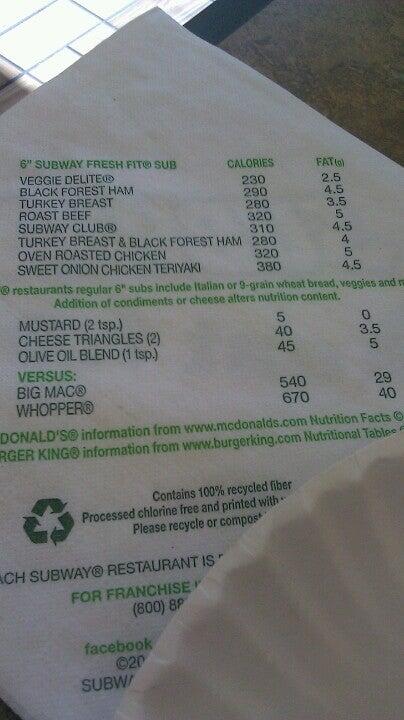 6" SUBWAY FRESH FIT® SUB CALORIES FAT(g)
VEGGIE DELITE® 230 2.5
BLACK FOREST HAM 290 4.5
TURKEY BREAST 280 3.5
ROAST BEEF 320 5
SUBWAY CLUB® 310 4.5
TURKEY BREAST & BLACK FOREST HAM 280 4
OVEN ROASTED CHICKEN 320 5
SWEET ONION CHICKEN TERIYAKI 380 4.5
® restaurants regular 6" subs include Italian or 9-grain wheat bread, veggies and
Addition of condiments or cheese alters nutrition content.
MUSTARD (2 tsp.) 5 0
CHEESE TRIANGLES (2) 40 3.5
OLIVE OIL BLEND (1 tsp.) 45 5
VERSUS:
BIG MAC® 540 29
WHOPPER® 670 40
DONALD'S® information from www.mcdonalds.com Nutrition Facts ©
RGER KING® information from www.burgerking.com Nutritional Tables
Contains 100% recycled fiber
Processed chlorine free and printed with
Please recycle or compost
ACH SUBWAY® RESTAURANT IS
FOR FRANCHISE
(800) 88
facebook
©20
SUBWA